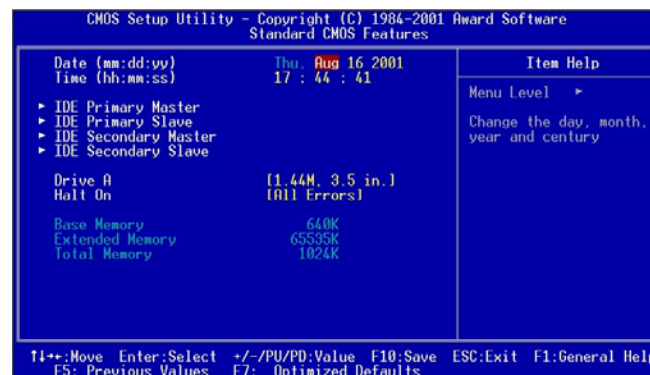 CMOS Setup Utility - Copyright (C) 1984-2001 Award Software
Standard CMOS Features
Date (mm:dd:yy) Thu, Aug 16 2001
Time (hh:mm:ss) 17 : 44 : 41
► IDE Primary Master
► IDE Primary Slave
► IDE Secondary Master
► IDE Secondary Slave
Drive A [1.44M, 3.5 in.]
Halt On [All Errors]
Base Memory 640K
Extended Memory 65535K
Total Memory 1024K
Item Help
Menu Level ►
Change the day, month, year and century
↑↓→←:Move Enter:Select +/-/PU/PD:Value F10:Save ESC:Exit F1:General Help
F5: Previous Values F7: Optimized Defaults